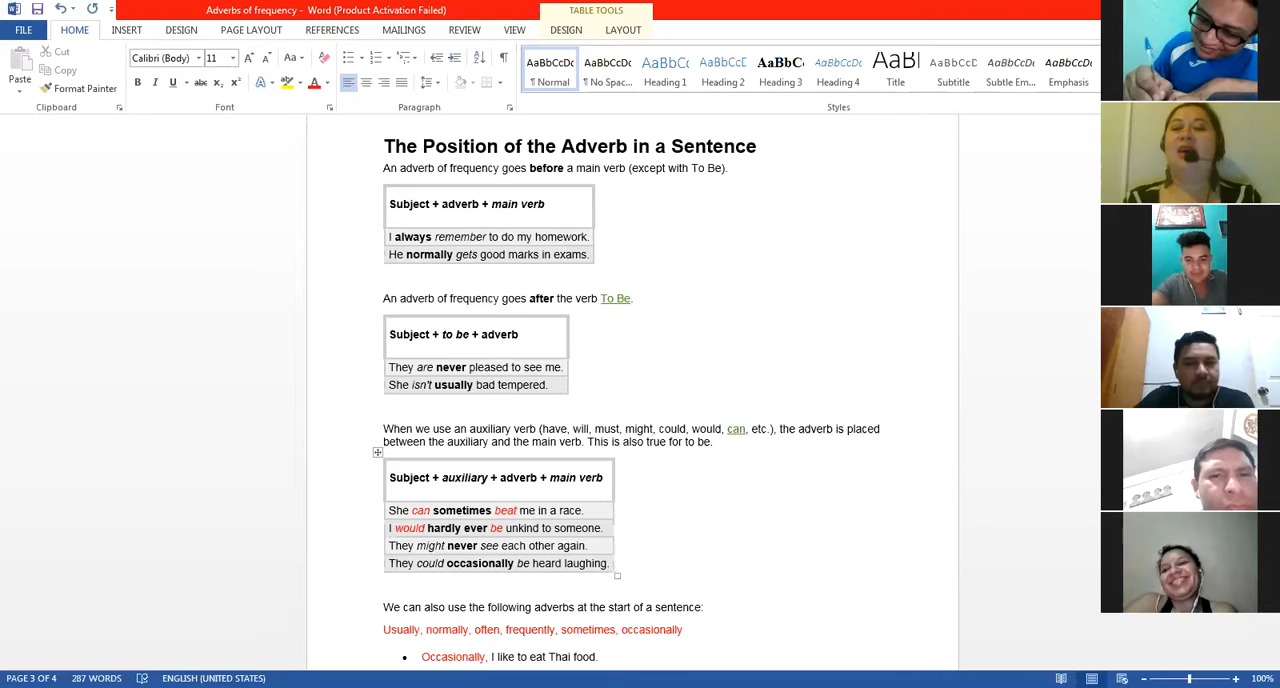 Adverbs of frequency - Word (Product Activation Failed)
TABLE TOOLS
FILE HOME INSERT DESIGN PAGE LAYOUT REFERENCES MAILINGS REVIEW VIEW DESIGN LAYOUT
Paste
Cut
Copy
Format Painter
Clipboard
Calibri (Body) 11
Font
Paragraph
AaBbCcDc AaBbCcDc AaBbCcD AaBbCcD AaBbC AaBbCcDc AaB AaBbCcD AaBbCcDc AaBbCcDc
¶ Normal ¶ No Spac... Heading 1 Heading 2 Heading 3 Heading 4 Title Subtitle Subtle Em... Emphasis
Styles
The Position of the Adverb in a Sentence
An adverb of frequency goes before a main verb (except with To Be).
Subject + adverb + main verb
I always remember to do my homework.
He normally gets good marks in exams.
An adverb of frequency goes after the verb To Be.
Subject + to be + adverb
They are never pleased to see me.
She isn't usually bad tempered.
When we use an auxiliary verb (have, will, must, might, could, would, can, etc.), the adverb is placed
between the auxiliary and the main verb. This is also true for to be.
Subject + auxiliary + adverb + main verb
She can sometimes beat me in a race.
I would hardly ever be unkind to someone.
They might never see each other again.
They could occasionally be heard laughing.
We can also use the following adverbs at the start of a sentence:
Usually, normally, often, frequently, sometimes, occasionally
• Occasionally, I like to eat Thai food.
PAGE 3 OF 4 287 WORDS ENGLISH (UNITED STATES) 100%